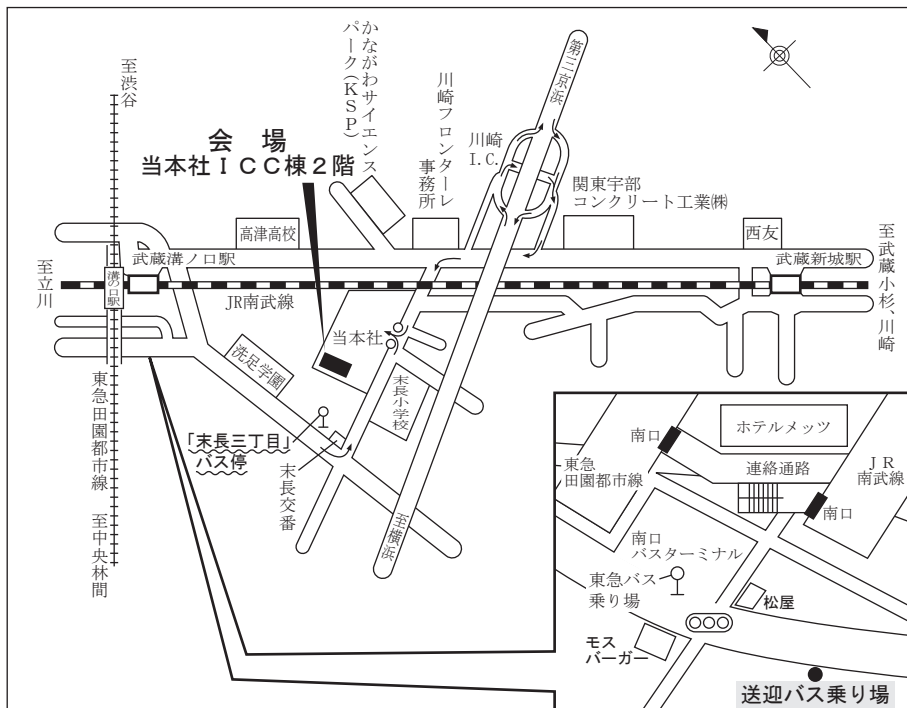 至渋谷
会　場
当本社ＩＣＣ棟２階
かながわサイエンス
パーク(KSP)
川崎フロンターレ
事務所
川崎
I.C.
第三京浜
関東宇部
コンクリート工業㈱
高津高校
西友
武蔵溝ノ口駅
武蔵新城駅
至立川
溝の口駅
JR南武線
至武蔵小杉、川崎
当本社
洗足学園
末長小学校
「末長三丁目」
バス停
末長交番
東急田園都市線
至中央林間
至横浜
ホテルメッツ
南口
東急
田園都市線
連絡通路
ＪＲ
南武線
南口
南口
バスターミナル
東急バス
乗り場
松屋
モス
バーガー
送迎バス乗り場